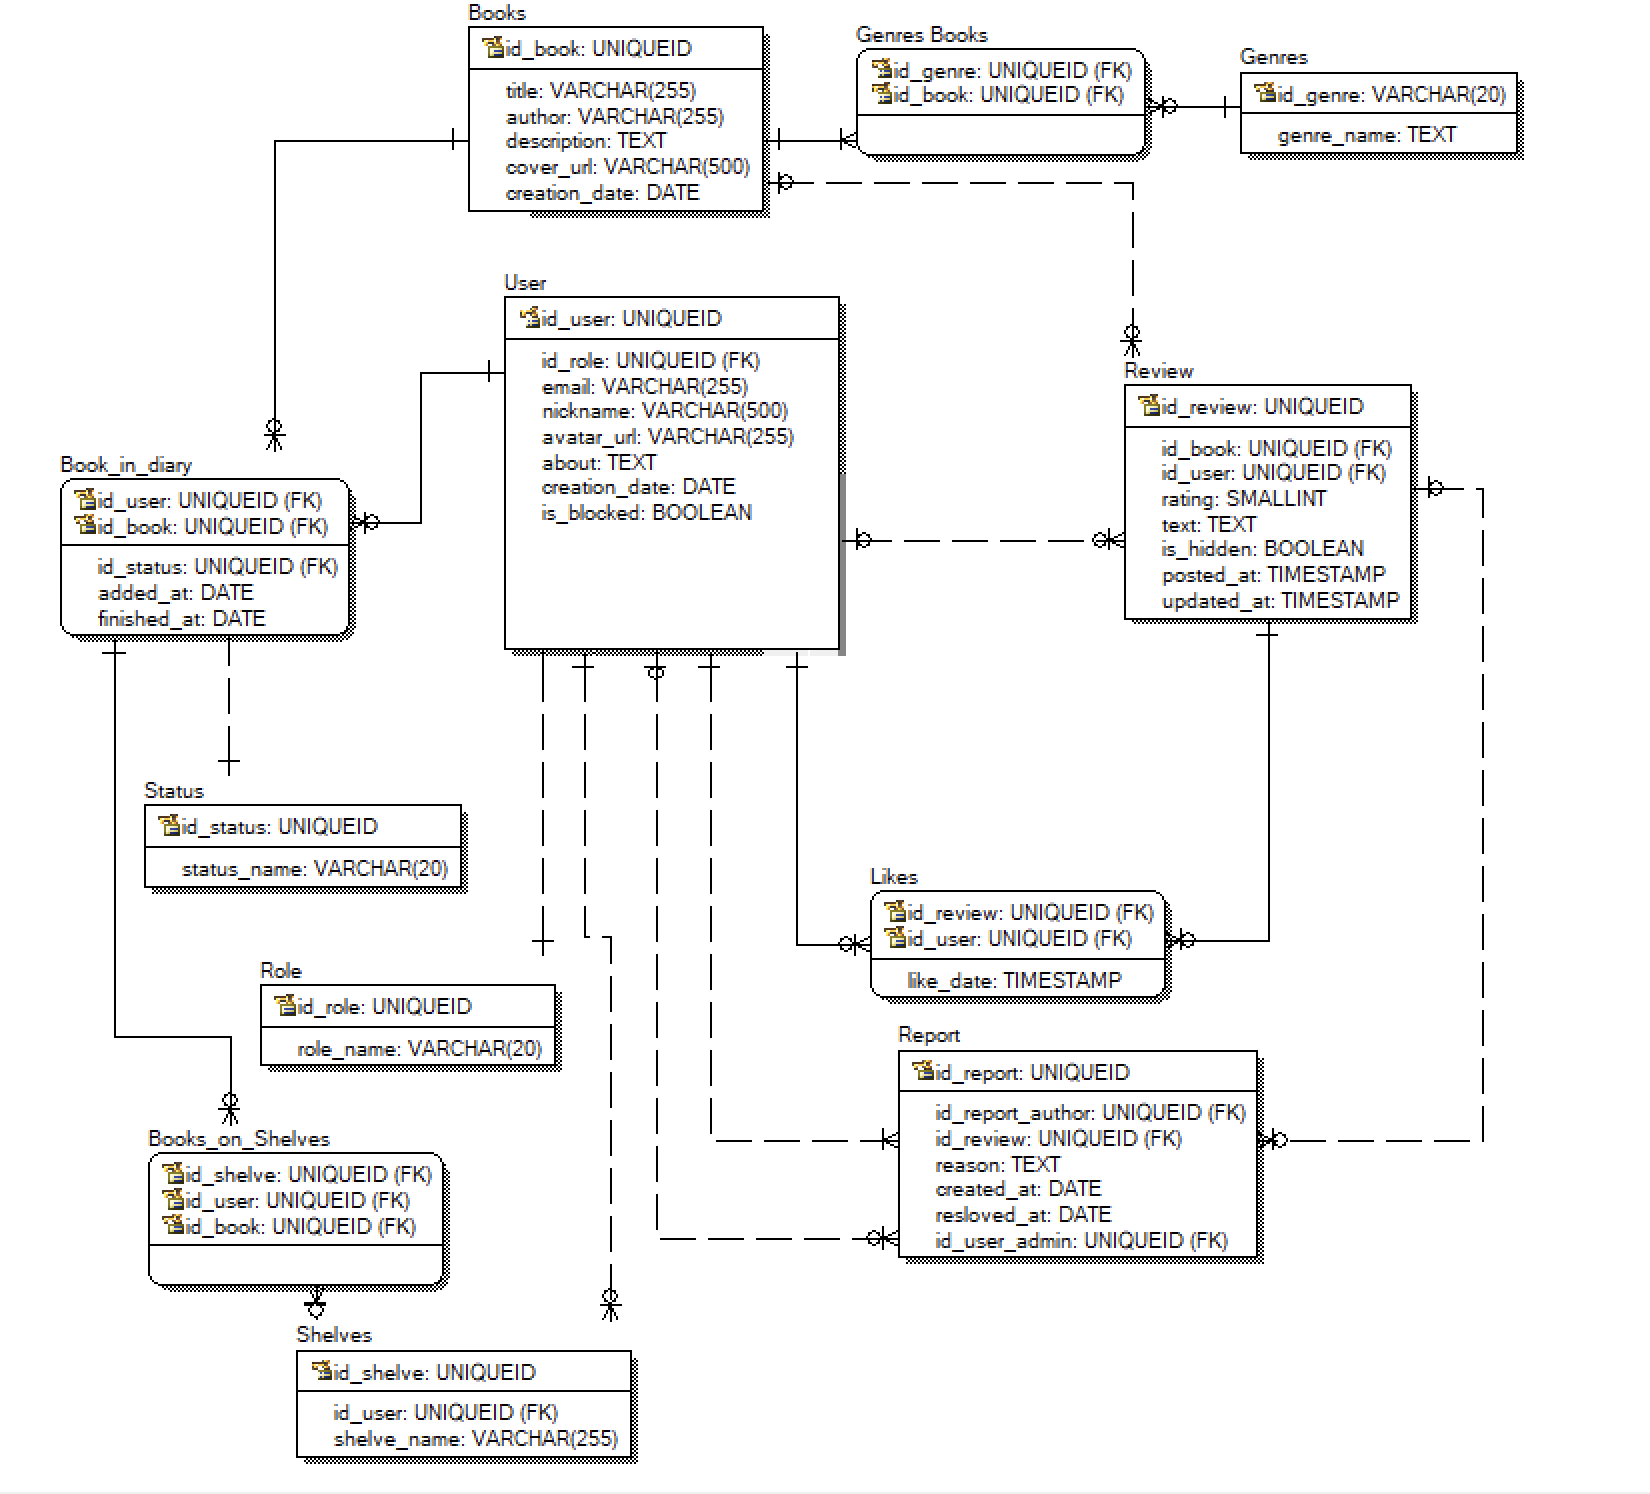 Books
id_book: UNIQUEID
title: VARCHAR(255)
author: VARCHAR(255)
description: TEXT
cover_url: VARCHAR(500)
creation_date: DATE
Genres Books
id_genre: UNIQUEID (FK)
id_book: UNIQUEID (FK)
Genres
id_genre: VARCHAR(20)
genre_name: TEXT
User
id_user: UNIQUEID
id_role: UNIQUEID (FK)
email: VARCHAR(255)
nickname: VARCHAR(500)
avatar_url: VARCHAR(255)
about: TEXT
creation_date: DATE
is_blocked: BOOLEAN
Review
id_review: UNIQUEID
id_book: UNIQUEID (FK)
id_user: UNIQUEID (FK)
rating: SMALLINT
text: TEXT
is_hidden: BOOLEAN
posted_at: TIMESTAMP
updated_at: TIMESTAMP
Book_in_diary
id_user: UNIQUEID (FK)
id_book: UNIQUEID (FK)
id_status: UNIQUEID (FK)
added_at: DATE
finished_at: DATE
Status
id_status: UNIQUEID
status_name: VARCHAR(20)
Likes
id_review: UNIQUEID (FK)
id_user: UNIQUEID (FK)
like_date: TIMESTAMP
Role
id_role: UNIQUEID
role_name: VARCHAR(20)
Report
id_report: UNIQUEID
id_report_author: UNIQUEID (FK)
id_review: UNIQUEID (FK)
reason: TEXT
created_at: DATE
resloved_at: DATE
id_user_admin: UNIQUEID (FK)
Books_on_Shelves
id_shelve: UNIQUEID (FK)
id_user: UNIQUEID (FK)
id_book: UNIQUEID (FK)
Shelves
id_shelve: UNIQUEID
id_user: UNIQUEID (FK)
shelve_name: VARCHAR(255)